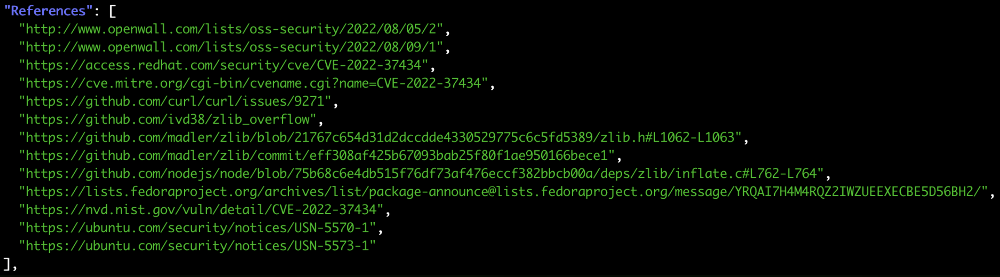 "References": [
"http://www.openwall.com/lists/oss-security/2022/08/05/2",
"http://www.openwall.com/lists/oss-security/2022/08/09/1",
"https://access.redhat.com/security/cve/CVE-2022-37434",
"https://cve.mitre.org/cgi-bin/cvename.cgi?name=CVE-2022-37434",
"https://github.com/curl/curl/issues/9271",
"https://github.com/ivd38/zlib_overflow",
"https://github.com/madler/zlib/blob/21767c654d31d2dccdde4330529775c6c5fd5389/zlib.h#L1062-L1063",
"https://github.com/madler/zlib/commit/eff308af425b67093bab25f80f1ae950166bece1",
"https://github.com/nodejs/node/blob/75b68c6e4db515f76df73af476eccf382bbcb00a/deps/zlib/inflate.c#L762-L764",
"https://lists.fedoraproject.org/archives/list/package-announce@lists.fedoraproject.org/message/YRQAI7H4M4RQZ2IWZUEEXECBE5D56BH2/",
"https://nvd.nist.gov/vuln/detail/CVE-2022-37434",
"https://ubuntu.com/security/notices/USN-5570-1",
"https://ubuntu.com/security/notices/USN-5573-1"
],